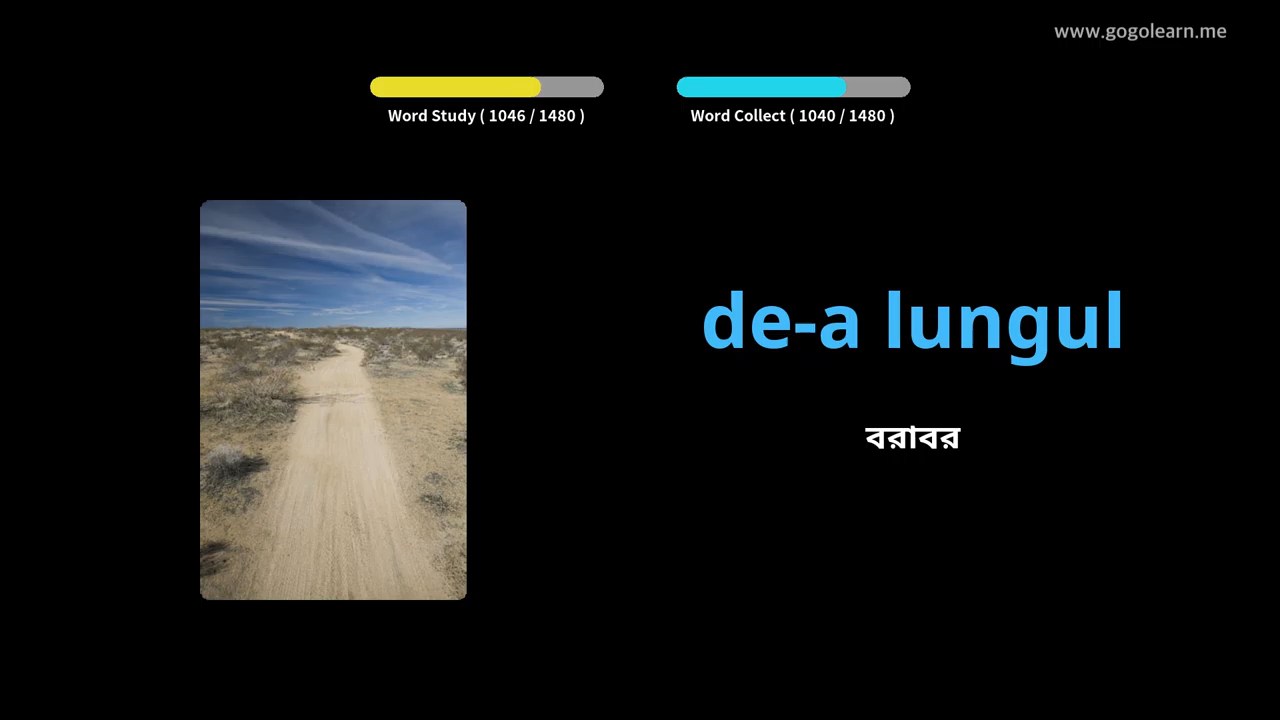 www.gogolearn.me
Word Study ( 1046 / 1480 )
Word Collect ( 1040 / 1480 )
de-a lungul
বরাবর